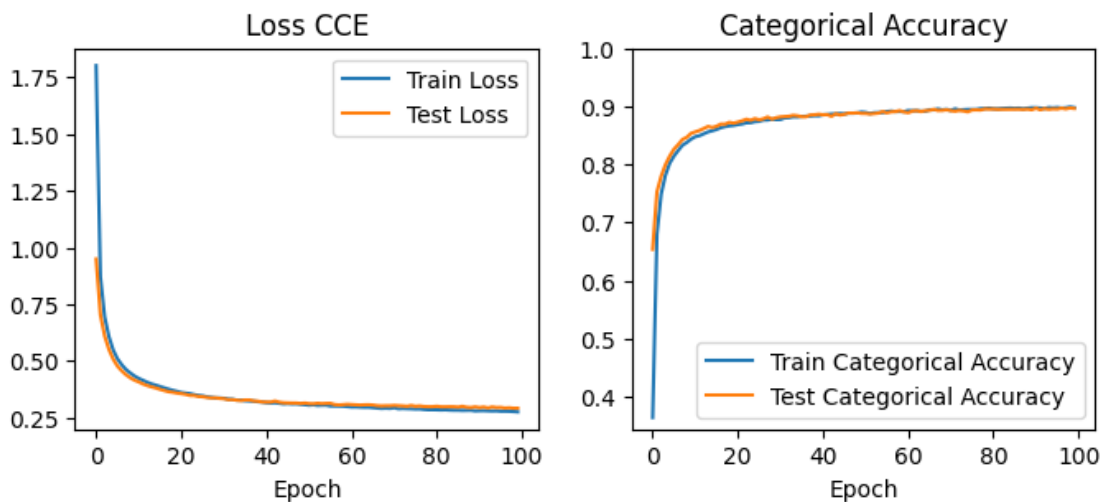 Loss CCE
1.75
1.50
1.25
1.00
0.75
0.50
0.25
0 20 40 60 80 100
Epoch
Train Loss
Test Loss
Categorical Accuracy
1.0
0.9
0.8
0.7
0.6
0.5
0.4
0 20 40 60 80 100
Epoch
Train Categorical Accuracy
Test Categorical Accuracy